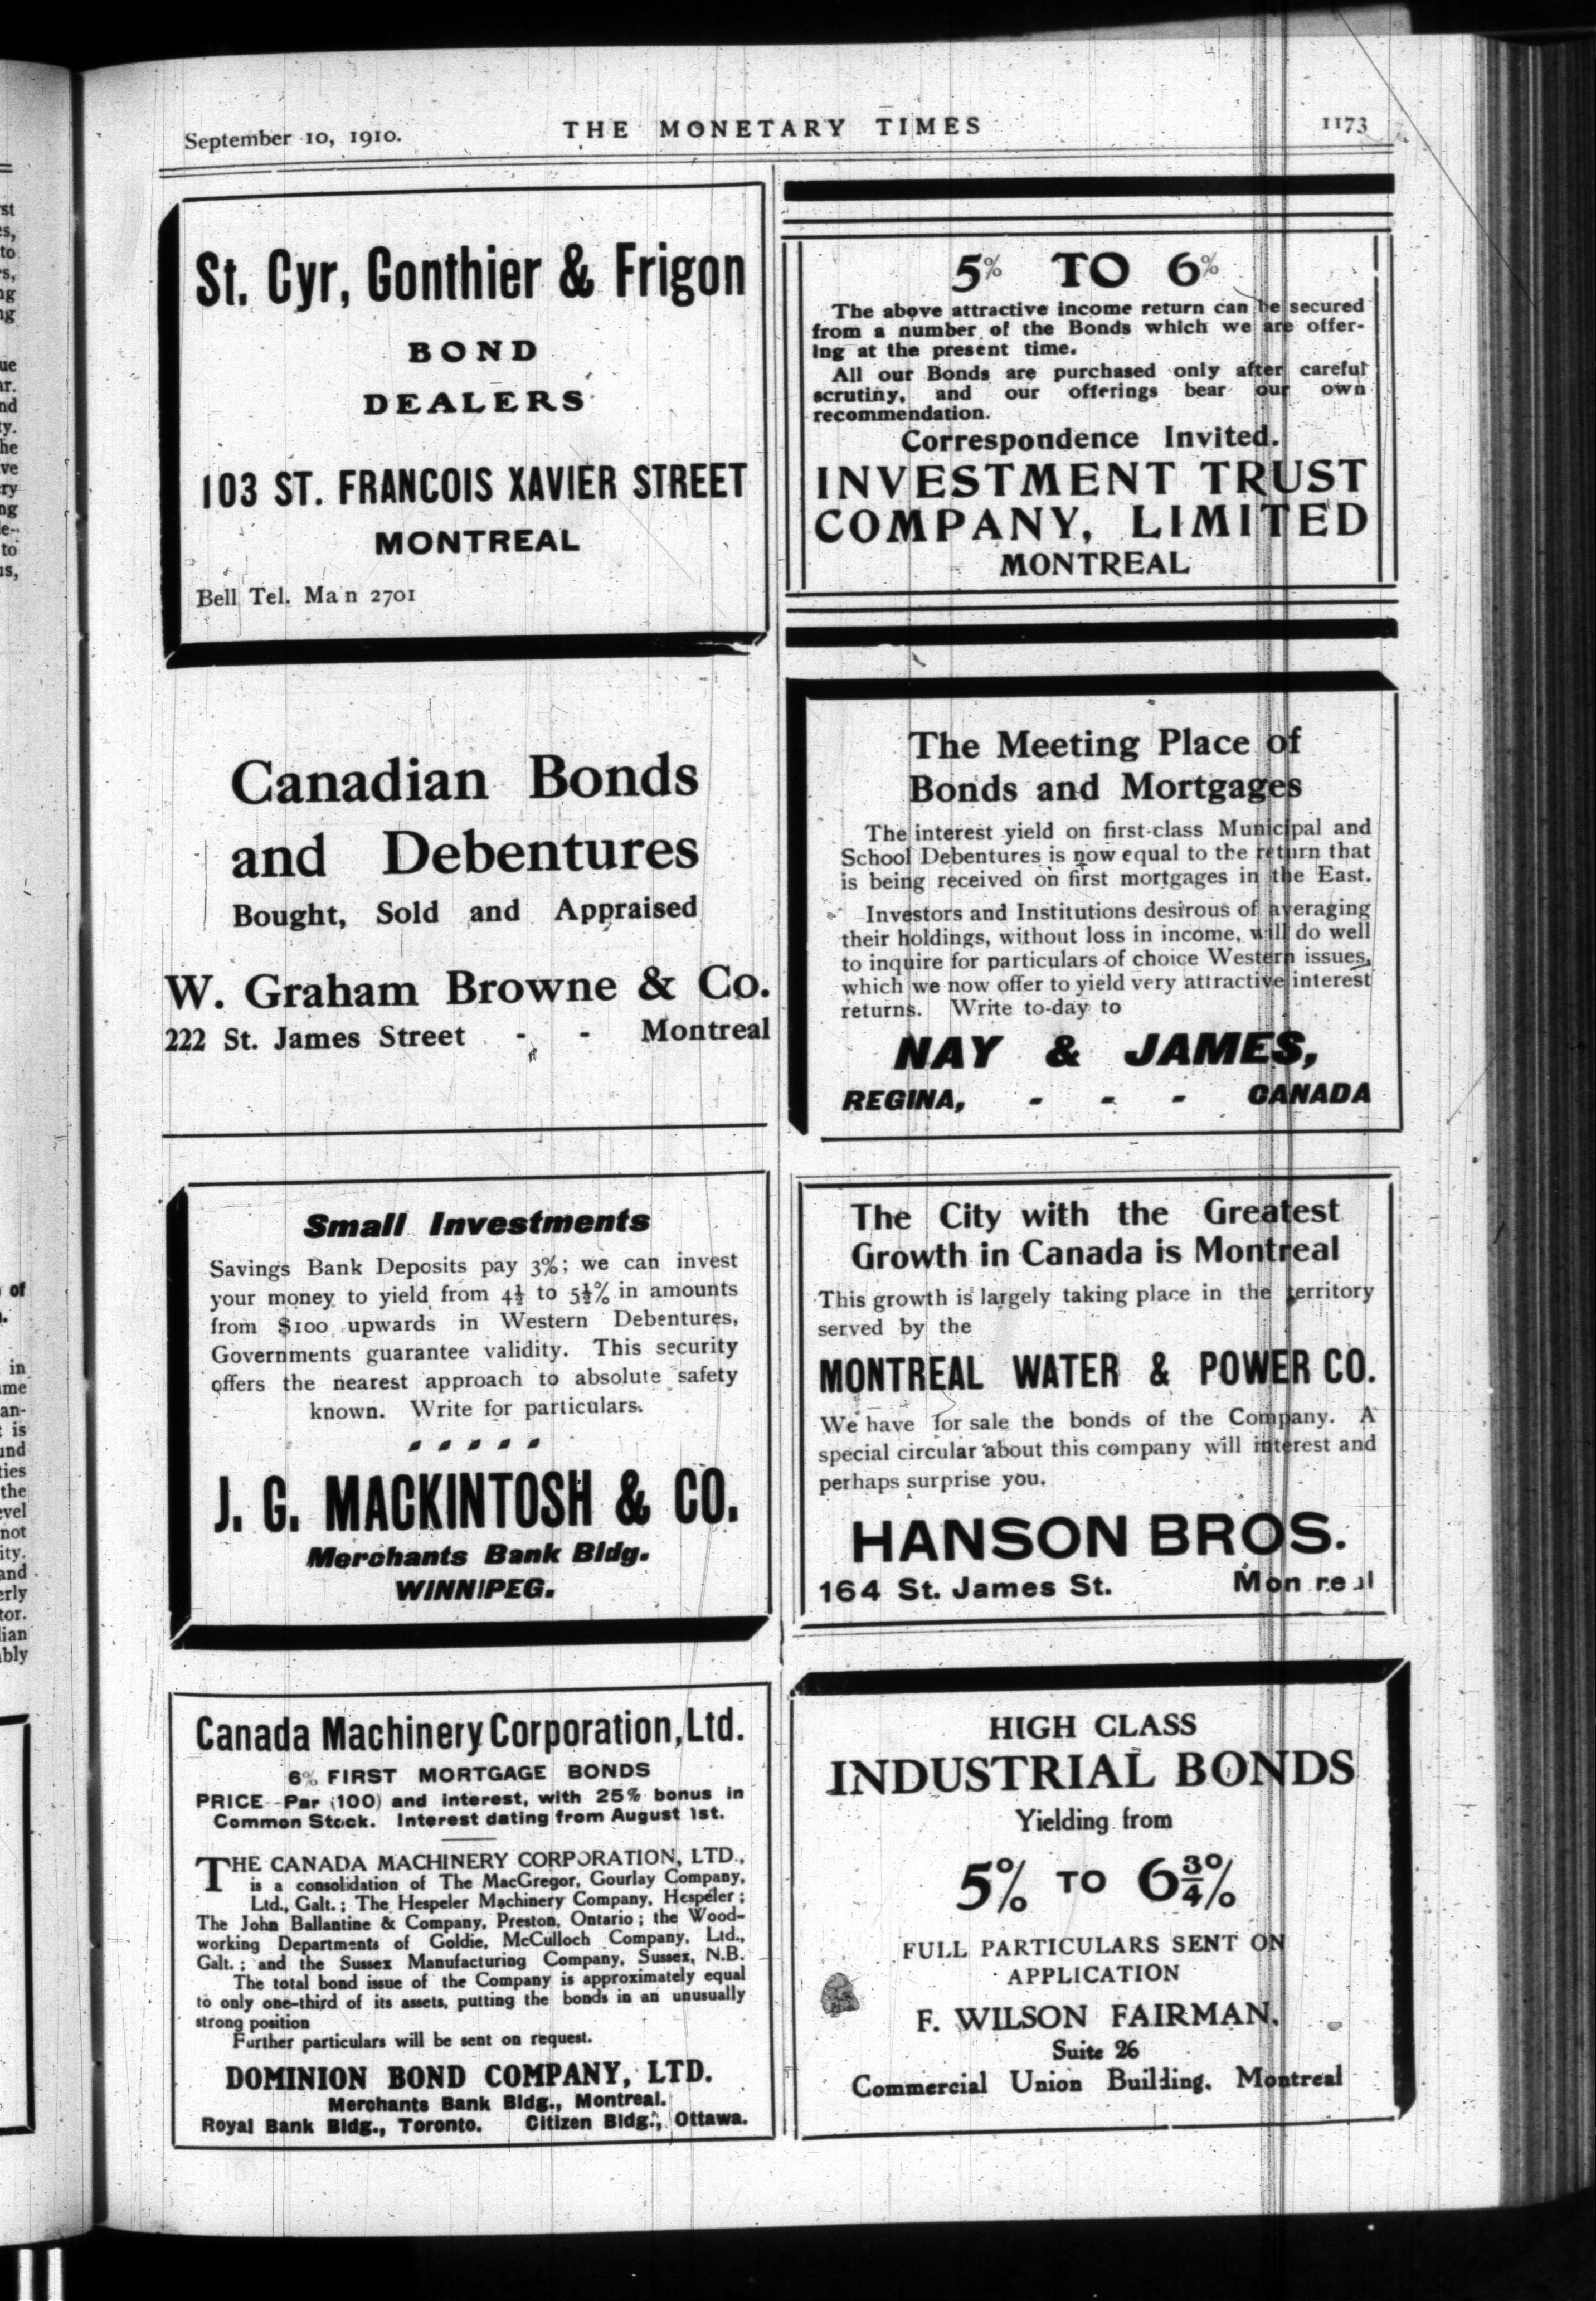 September 10, 1910.
THE MONETARY TIMES
1173
St. Cyr, Gonthier & Frigon
BOND
DEALERS
103 ST. FRANCOIS XAVIER STREET
MONTREAL
Bell Tel. Ma n 2701
Canadian Bonds
and Debentures
Bought, Sold and Appraised
W. Graham Browne & Co.
222 St. James Street - - Montreal
Small Investments
Savings Bank Deposits pay 3%; we can invest
your money to yield from 4½ to 5½% in amounts
from $100 upwards in Western Debentures,
Governments guarantee validity. This security
offers the nearest approach to absolute safety
known. Write for particulars.
J. G. MACKINTOSH & CO.
Merchants Bank Bldg.
WINNIPEG.
Canada Machinery Corporation, Ltd.
6% FIRST MORTGAGE BONDS
PRICE--Par (100) and interest, with 25% bonus in
Common Stock. Interest dating from August 1st.
THE CANADA MACHINERY CORPORATION, LTD.,
is a consolidation of The MacGregor, Gourlay Company,
Ltd., Galt.; The Hespeler Machinery Company, Hespeler;
The John Ballantine & Company, Preston, Ontario; the Wood-
working Departments of Goldie, McCulloch Company, Ltd.,
Galt.; and the Sussex Manufacturing Company, Sussex, N.B.
The total bond issue of the Company is approximately equal
to only one-third of its assets, putting the bonds in an unusually
strong position
Further particulars will be sent on request.
DOMINION BOND COMPANY, LTD.
Merchants Bank Bldg., Montreal.
Royal Bank Bldg., Toronto. Citizen Bldg., Ottawa.
5% TO 6%
The above attractive income return can be secured
from a number of the Bonds which we are offer-
ing at the present time.
All our Bonds are purchased only after careful
scrutiny, and our offerings bear our own
recommendation.
Correspondence Invited.
INVESTMENT TRUST
COMPANY, LIMITED
MONTREAL
The Meeting Place of
Bonds and Mortgages
The interest yield on first-class Municipal and
School Debentures is now equal to the return that
is being received on first mortgages in the East.
Investors and Institutions desirous of averaging
their holdings, without loss in income, will do well
to inquire for particulars of choice Western issues,
which we now offer to yield very attractive interest
returns. Write to-day to
NAY & JAMES,
REGINA, - - - CANADA
The City with the Greatest
Growth in Canada is Montreal
This growth is largely taking place in the territory
served by the
MONTREAL WATER & POWER CO.
We have for sale the bonds of the Company. A
special circular about this company will interest and
perhaps surprise you.
HANSON BROS.
164 St. James St. Montreal
HIGH CLASS
INDUSTRIAL BONDS
Yielding from
5% TO 6¾%
FULL PARTICULARS SENT ON
APPLICATION
F. WILSON FAIRMAN,
Suite 26
Commercial Union Building, Montreal